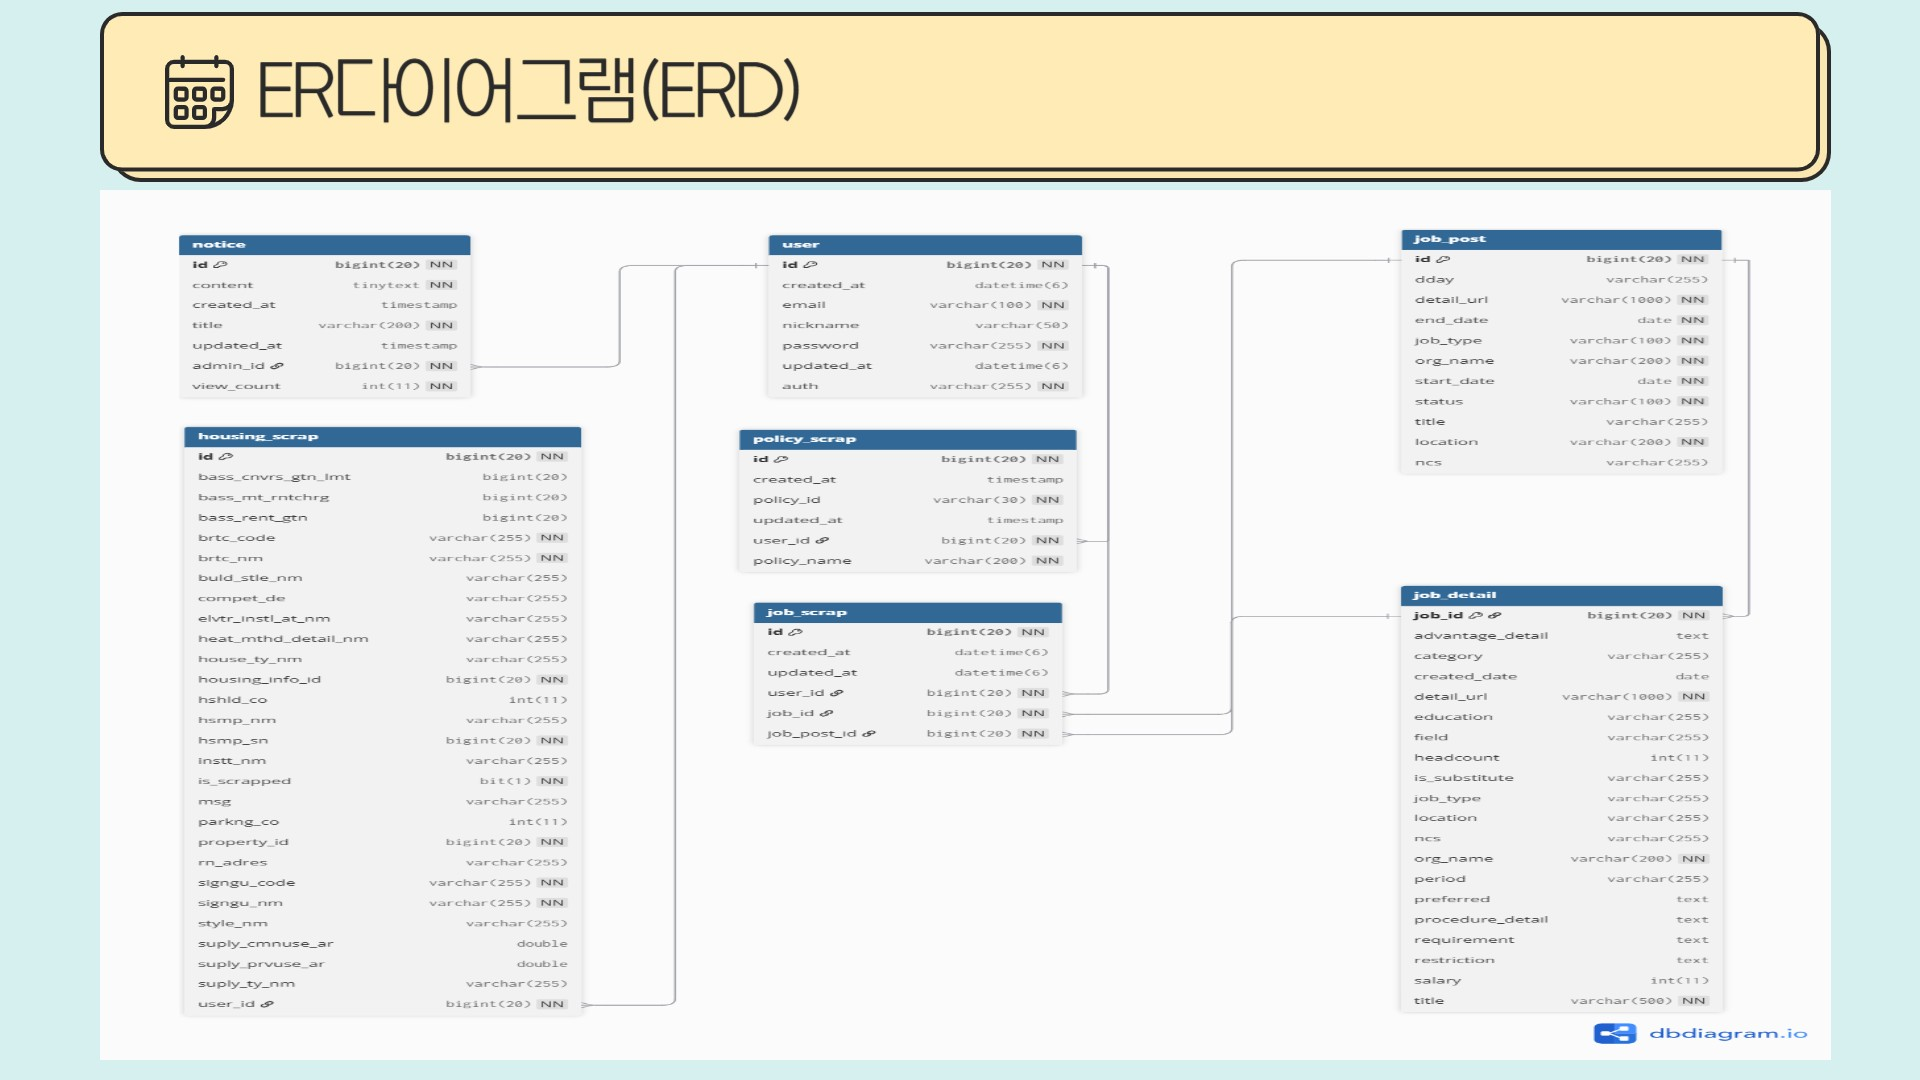 ER다이어그램(ERD)
notice
id bigint(20) NN
content tinytext NN
created_at timestamp
title varchar(200) NN
updated_at timestamp
admin_id bigint(20) NN
view_count int(11) NN
housing_scrap
id bigint(20) NN
bass_cnvrs_gtn_lmt bigint(20)
bass_mt_rntchrg bigint(20)
bass_rent_gtn bigint(20)
brtc_code varchar(255) NN
brtc_nm varchar(255) NN
buld_stle_nm varchar(255)
compet_de varchar(255)
elvtr_instl_at_nm varchar(255)
heat_mthd_detail_nm varchar(255)
house_ty_nm varchar(255)
housing_info_id bigint(20) NN
hshld_co int(11)
hsmp_nm varchar(255)
hsmp_sn bigint(20) NN
instt_nm varchar(255)
is_scrapped bit(1) NN
msg varchar(255)
parkng_co int(11)
property_id bigint(20) NN
rn_adres varchar(255)
signgu_code varchar(255) NN
signgu_nm varchar(255) NN
style_nm varchar(255)
suply_cmnuse_ar double
suply_prvuse_ar double
suply_ty_nm varchar(255)
user_id bigint(20) NN
user
id bigint(20) NN
created_at datetime(6)
email varchar(100) NN
nickname varchar(50)
password varchar(255) NN
updated_at datetime(6)
auth varchar(255) NN
policy_scrap
id bigint(20) NN
created_at timestamp
policy_id varchar(30) NN
updated_at timestamp
user_id bigint(20) NN
policy_name varchar(200) NN
job_scrap
id bigint(20) NN
created_at datetime(6)
updated_at datetime(6)
user_id bigint(20) NN
job_id bigint(20) NN
job_post_id bigint(20) NN
job_post
id bigint(20) NN
dday varchar(255)
detail_url varchar(1000) NN
end_date date NN
job_type varchar(100) NN
org_name varchar(200) NN
start_date date NN
status varchar(100) NN
title varchar(255)
location varchar(200) NN
ncs varchar(255)
job_detail
job_id bigint(20) NN
advantage_detail text
category varchar(255)
created_date date
detail_url varchar(1000) NN
education varchar(255)
field varchar(255)
headcount int(11)
is_substitute varchar(255)
job_type varchar(255)
location varchar(255)
ncs varchar(255)
org_name varchar(200) NN
period varchar(255)
preferred text
procedure_detail text
requirement text
restriction text
salary int(11)
title varchar(500) NN
dbdiagram.io